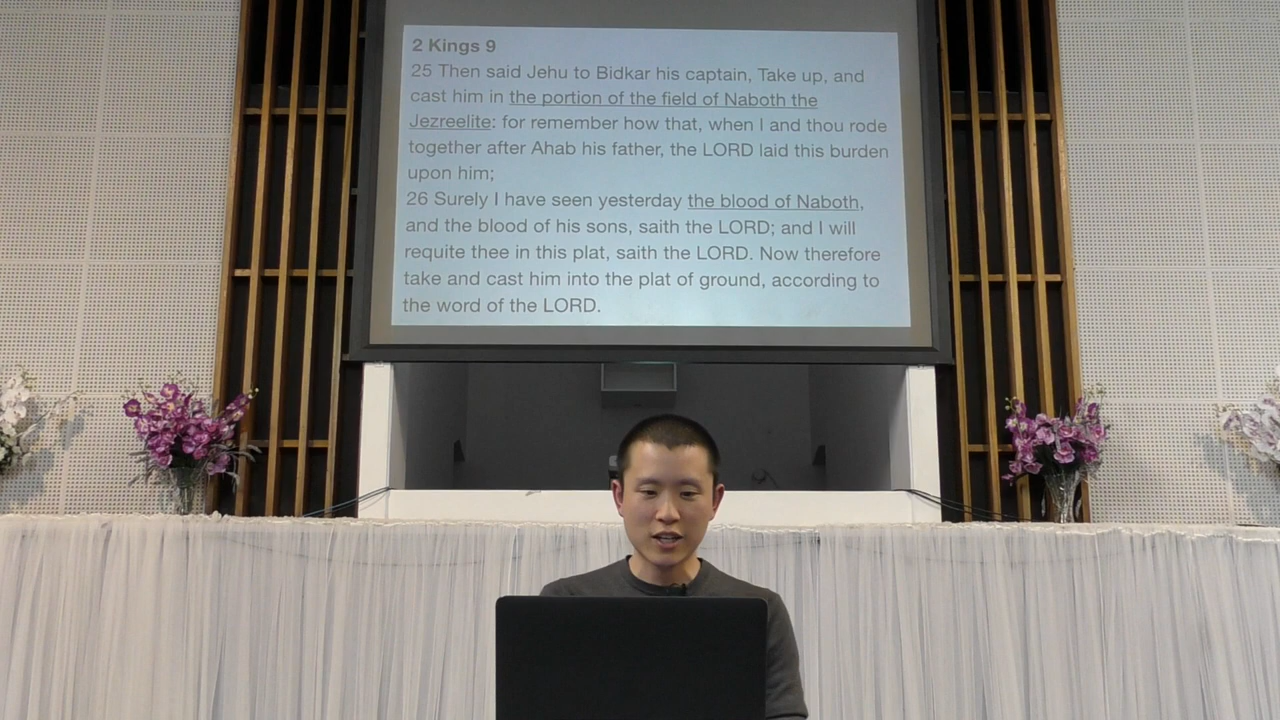 2 Kings 9
25 Then said Jehu to Bidkar his captain, Take up, and
cast him in the portion of the field of Naboth the
Jezreelite: for remember how that, when I and thou rode
together after Ahab his father, the LORD laid this burden
upon him;
26 Surely I have seen yesterday the blood of Naboth,
and the blood of his sons, saith the LORD; and I will
requite thee in this plat, saith the LORD. Now therefore
take and cast him into the plat of ground, according to
the word of the LORD.